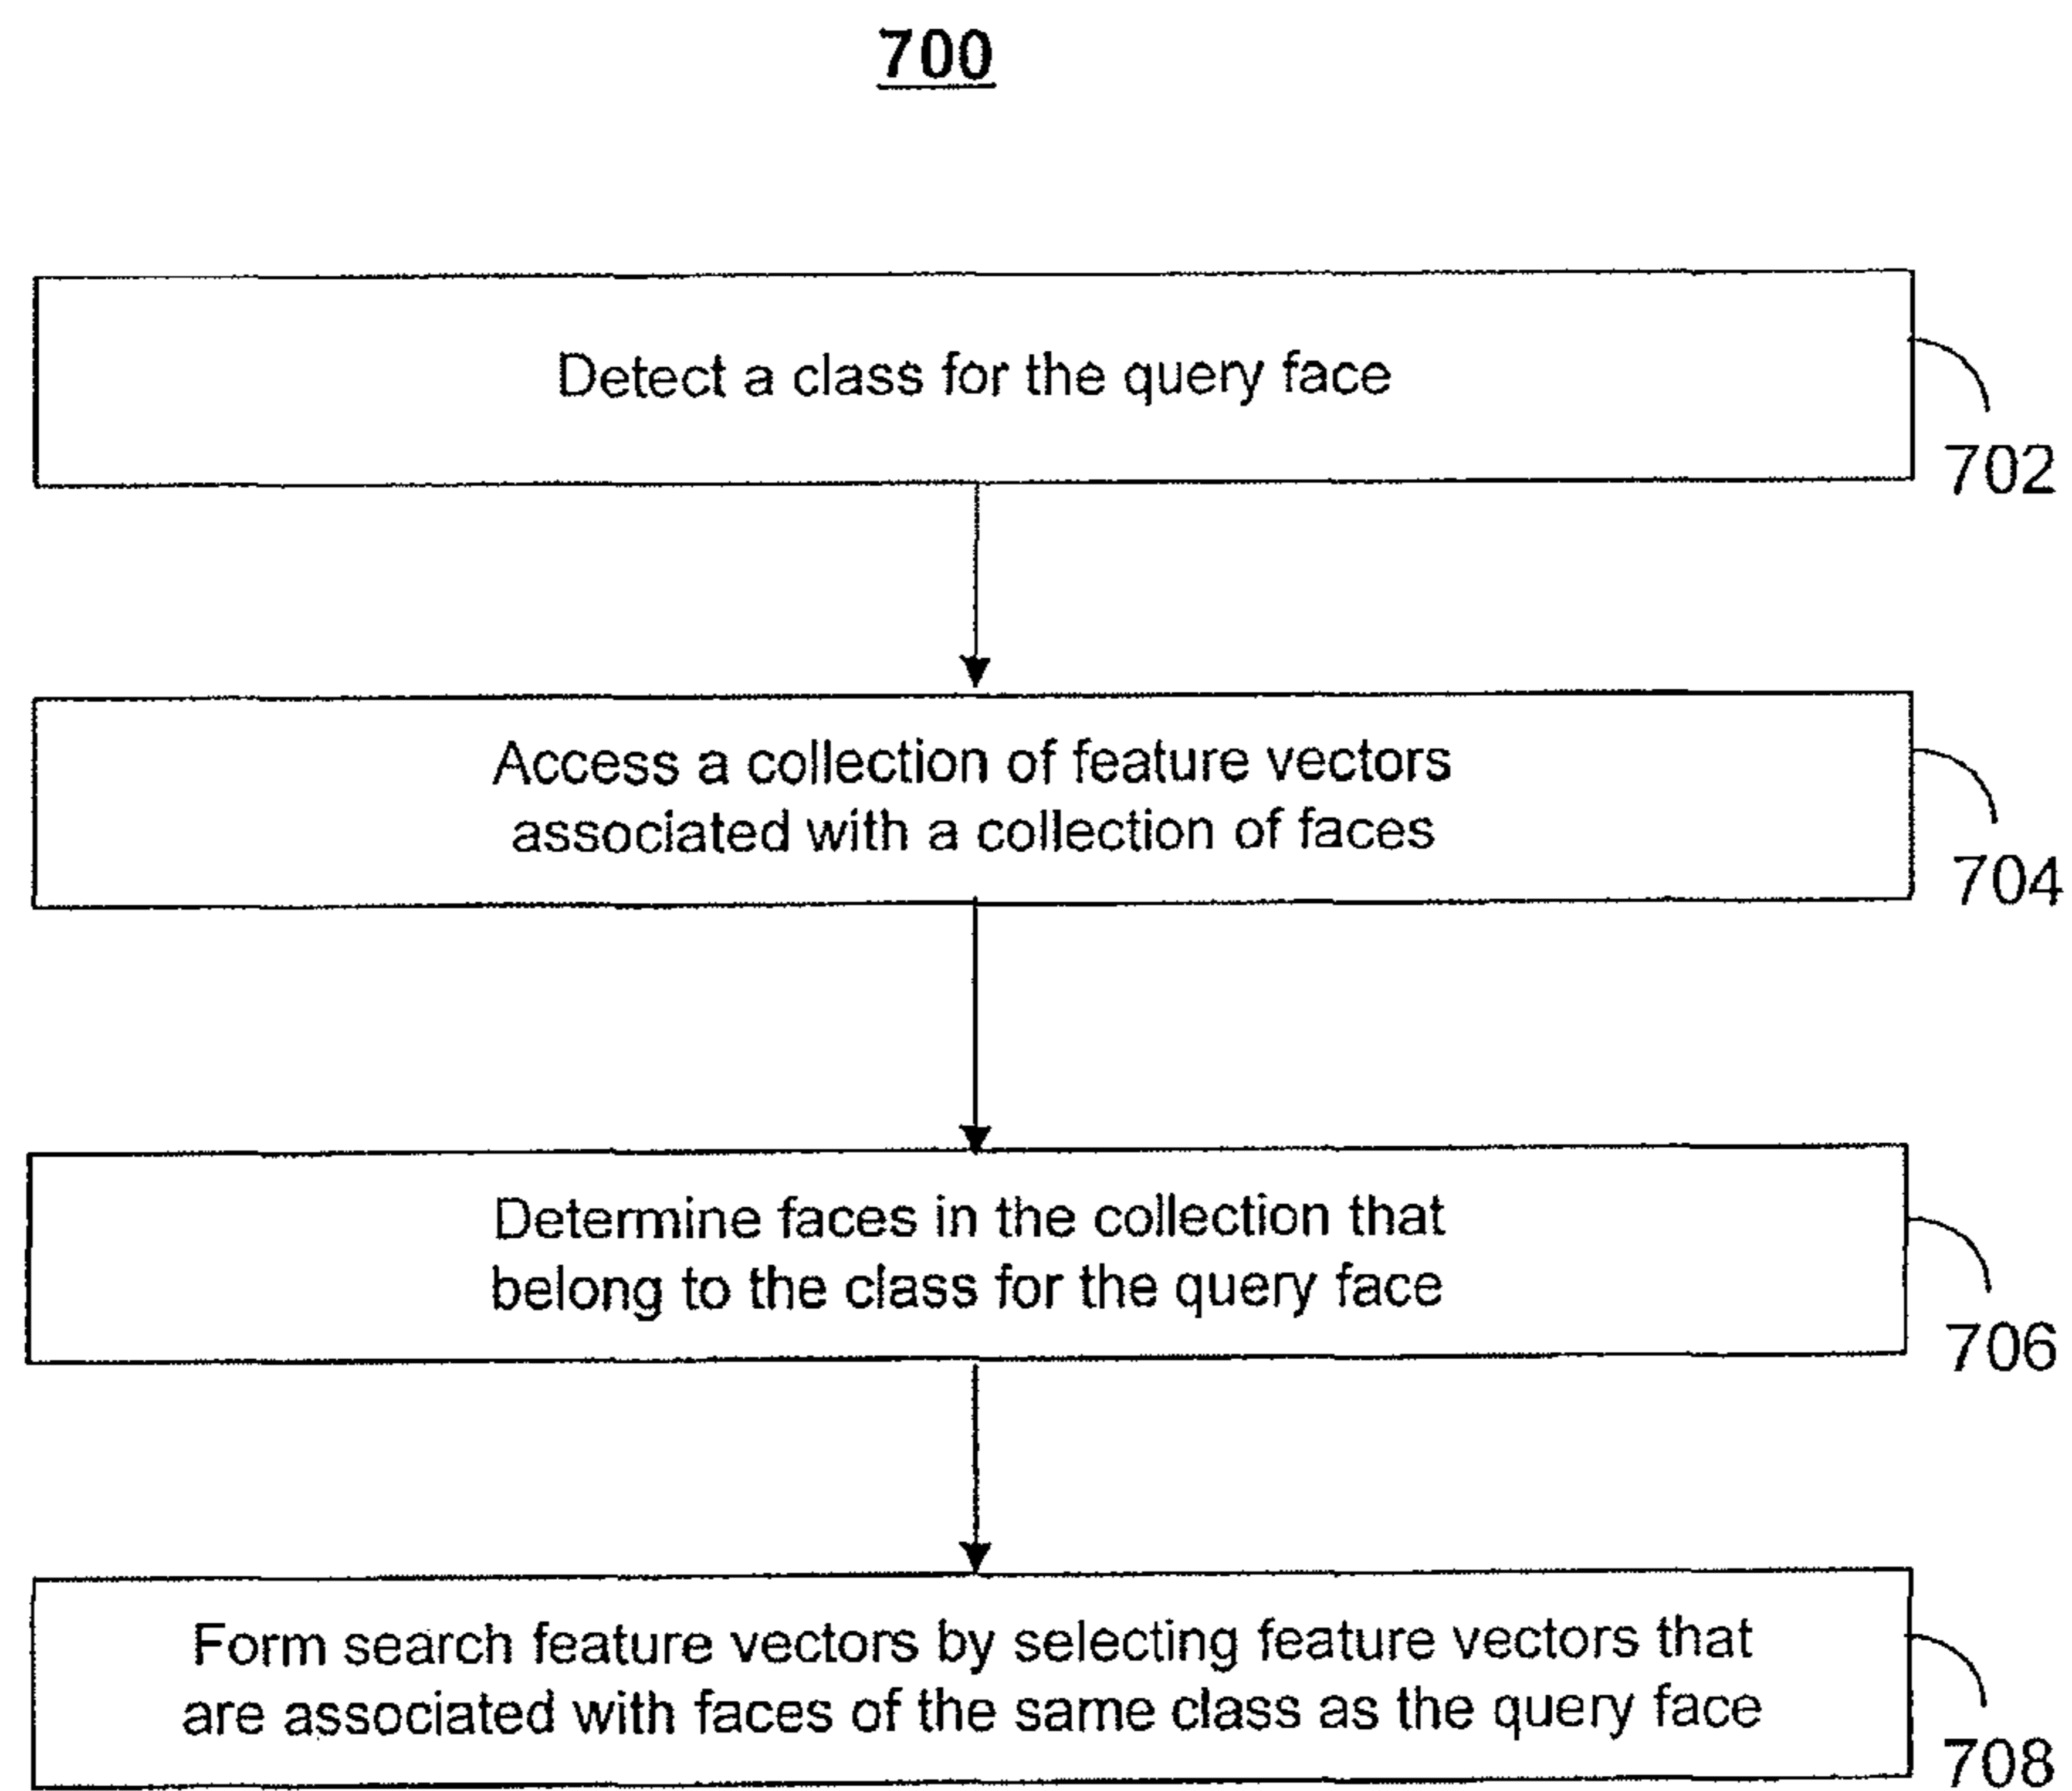 700
Detect a class for the query face
702
Access a collection of feature vectors
associated with a collection of faces
704
Determine faces in the collection that
belong to the class for the query face
706
Form search feature vectors by selecting feature vectors that
are associated with faces of the same class as the query face
708